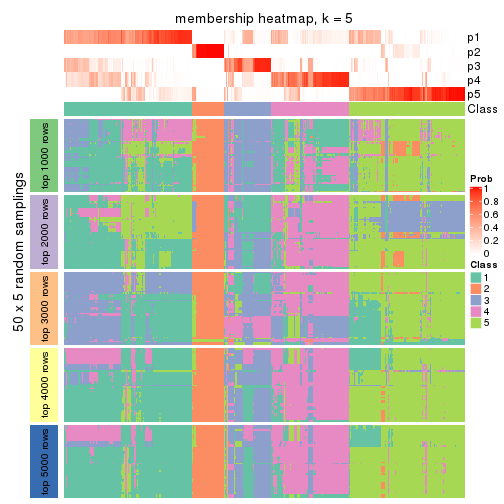 membership heatmap, k = 5
p1
p2
p3
p4
p5
Class
50 x 5 random samplings
top 1000 rows
top 2000 rows
top 3000 rows
top 4000 rows
top 5000 rows
Prob
1
0.8
0.6
0.4
0.2
0
Class
1
2
3
4
5